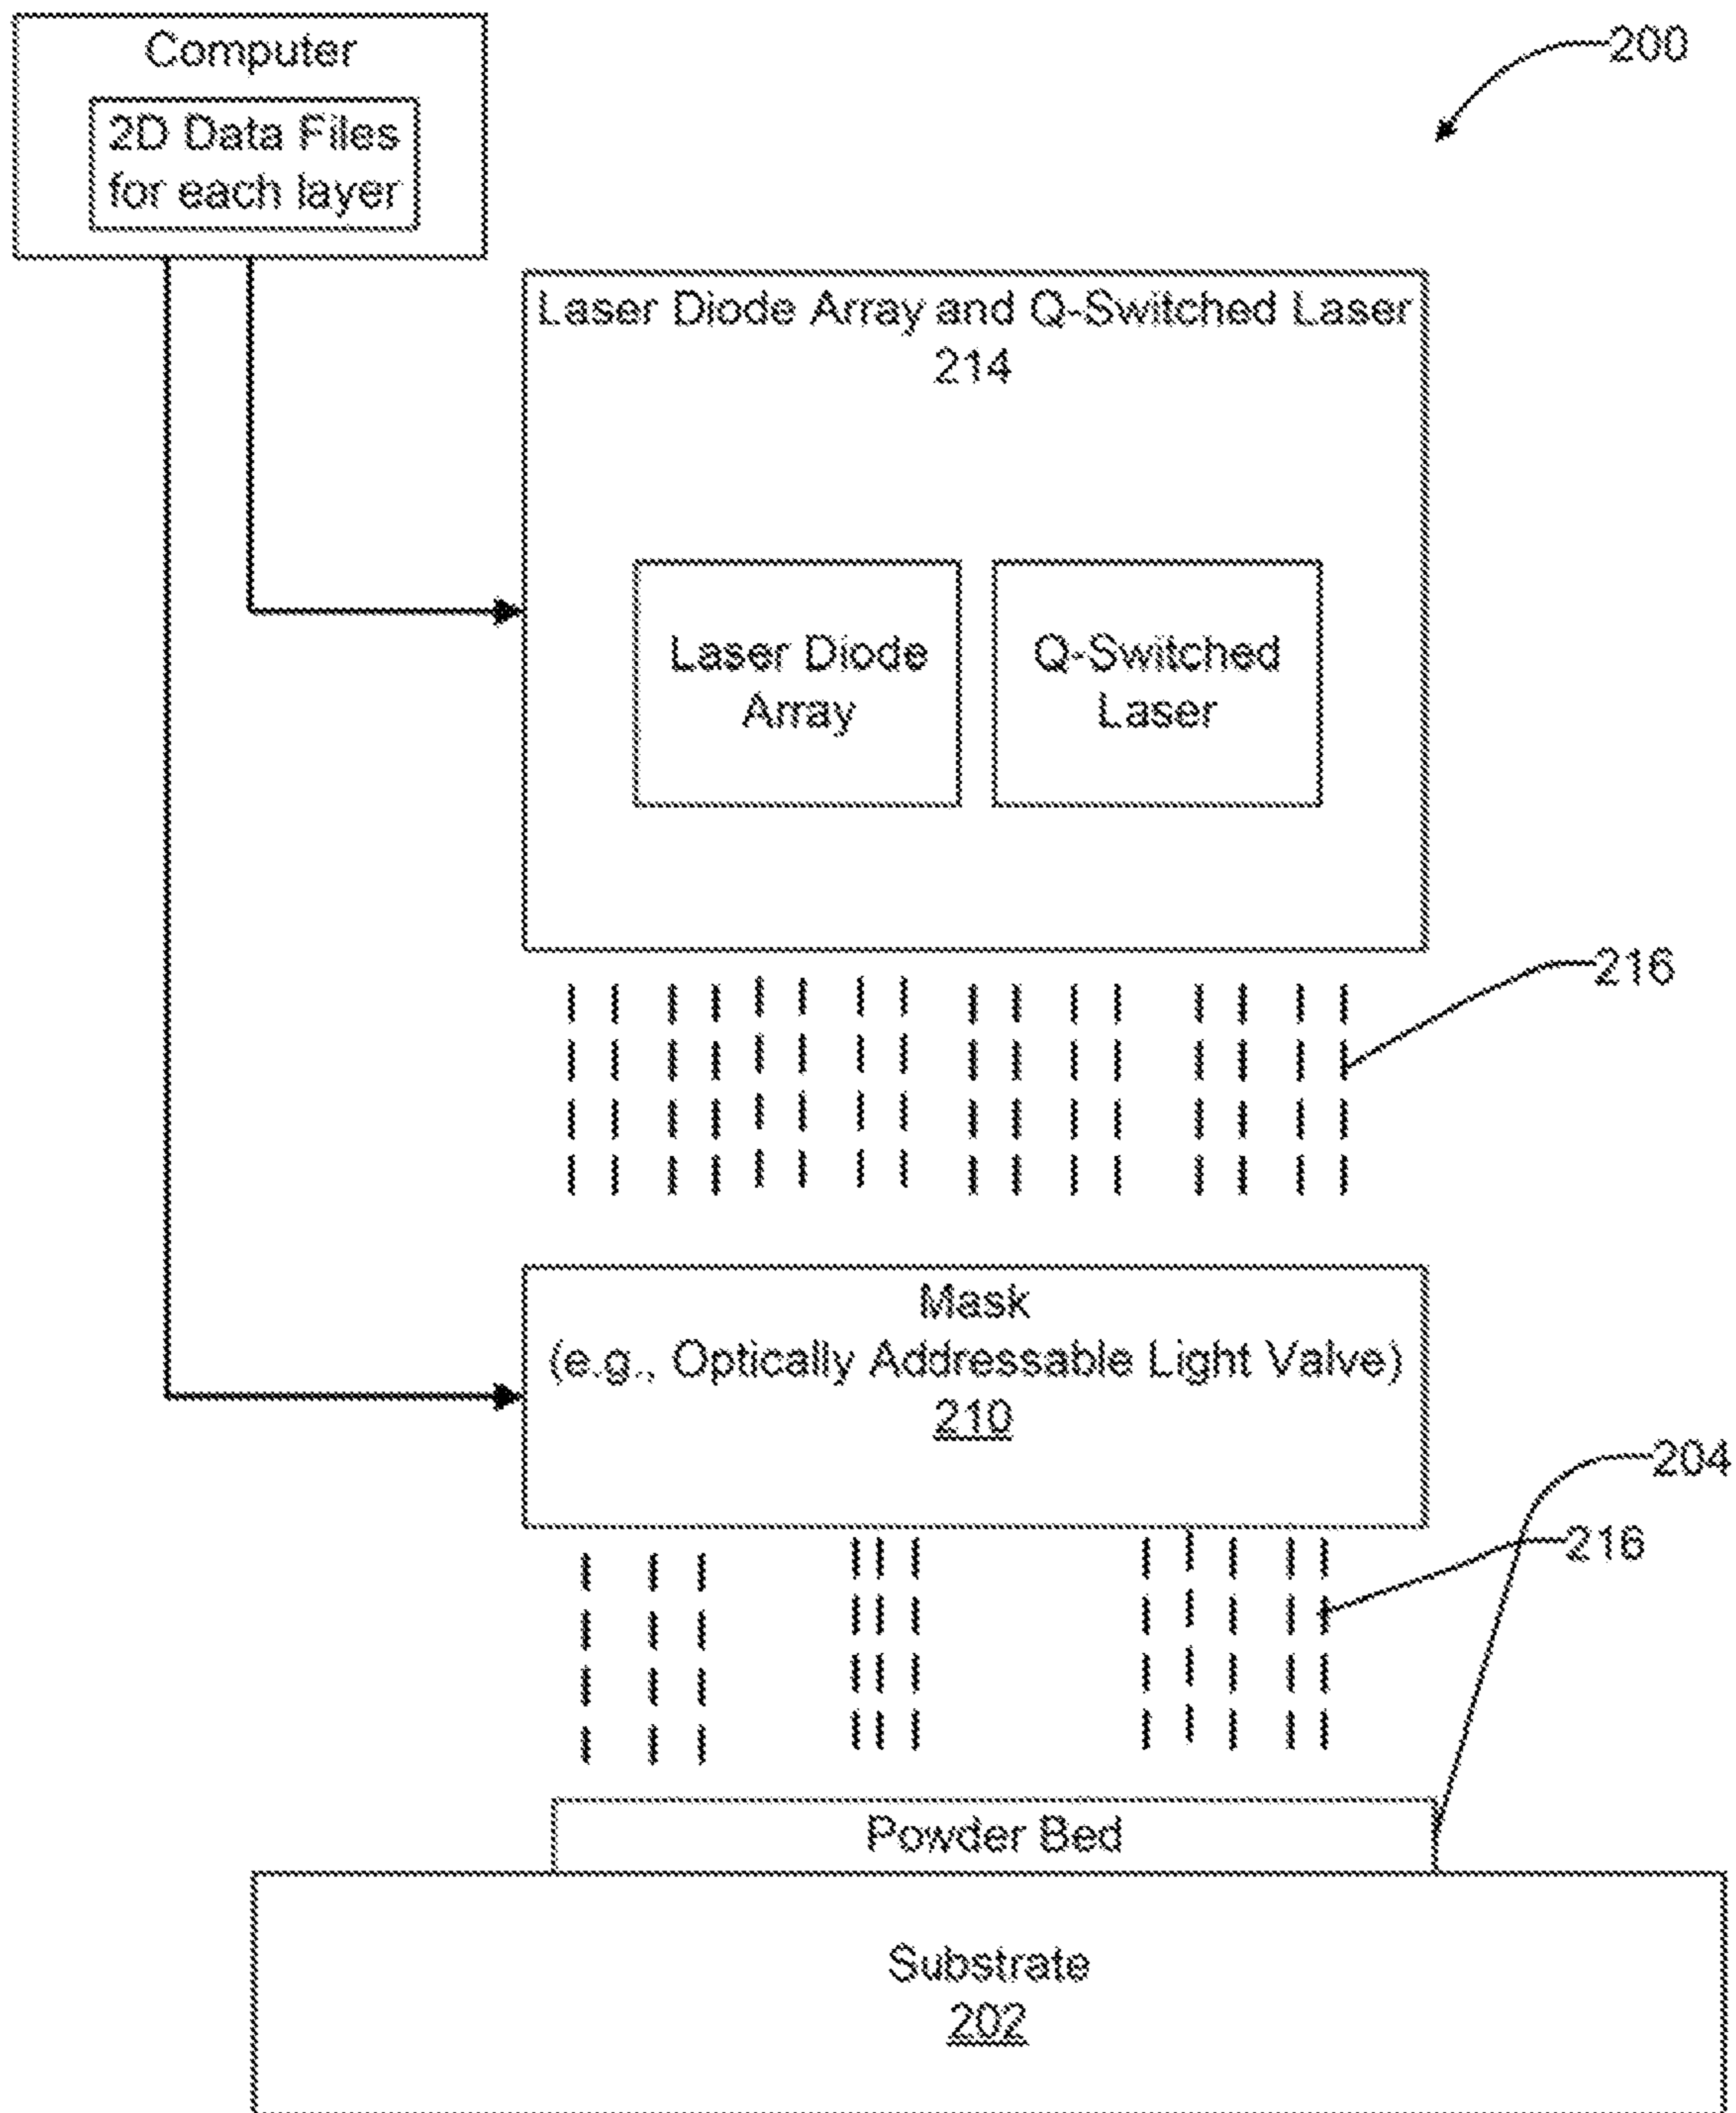 Computer
2D Data Files
for each layer
200
Laser Diode Array and Q-Switched Laser
214
Laser Diode
Array
Q-Switched
Laser
216
Mask
(e.g., Optically Addressable Light Valve)
210
204
216
Powder Bed
Substrate
202